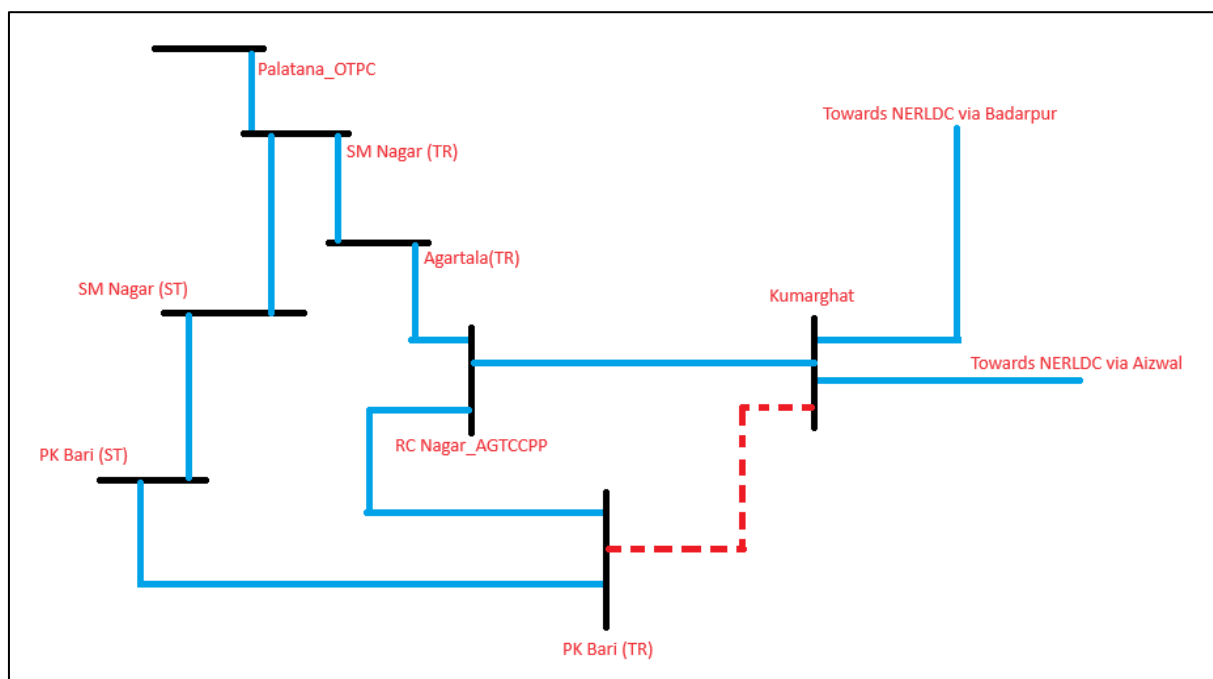 Palatana_OTPC
Towards NERLDC via Badarpur
SM Nagar (TR)
Agartala(TR)
SM Nagar (ST)
Kumarghat
Towards NERLDC via Aizwal
RC Nagar_AGTCCPP
PK Bari (ST)
PK Bari (TR)